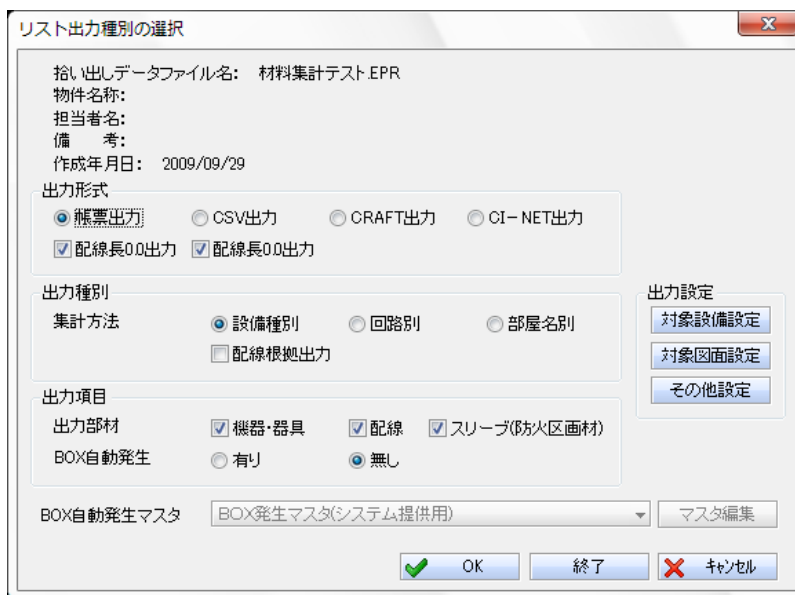 リスト出力種別の選択
拾い出しデータファイル名: 材料集計テスト.EPR
物件名称:
担当者名:
備　考:
作成年月日: 2009/09/29
出力形式
帳票出力 CSV出力 CRAFT出力 CI-NET出力
配線長0.0出力 配線長0.0出力
出力種別 出力設定
集計方法 設備種別 回路別 部屋名別 対象設備設定
配線根拠出力 対象図面設定
その他設定
出力項目
出力部材 機器・器具 配線 スリーブ(防火区画材)
BOX自動発生 有り 無し
BOX自動発生マスタ BOX発生マスタ(システム提供用) マスタ編集
OK 終了 キャンセル